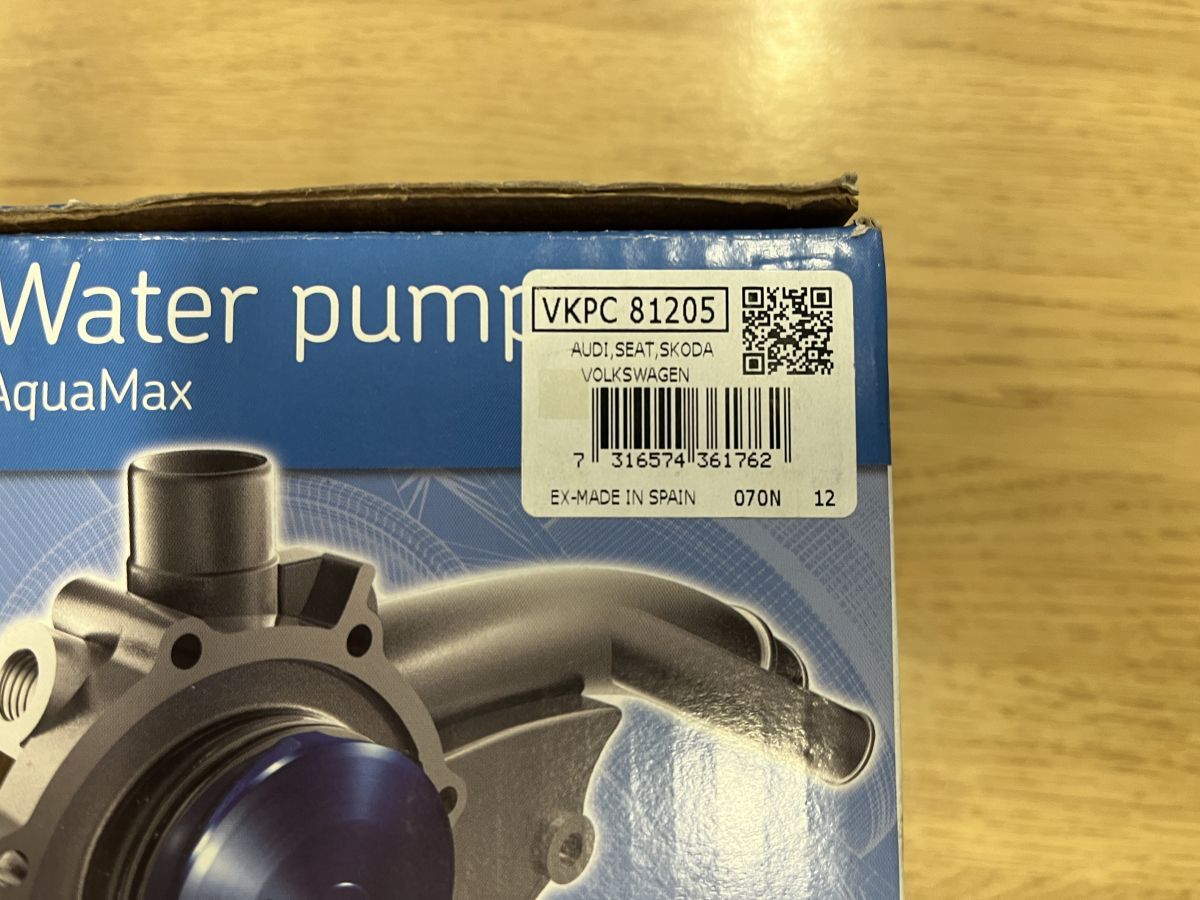 Water pump
AquaMax
VKPC 81205
AUDI,SEAT,SKODA
VOLKSWAGEN
7 316574 361762
EX-MADE IN SPAIN 070N 12